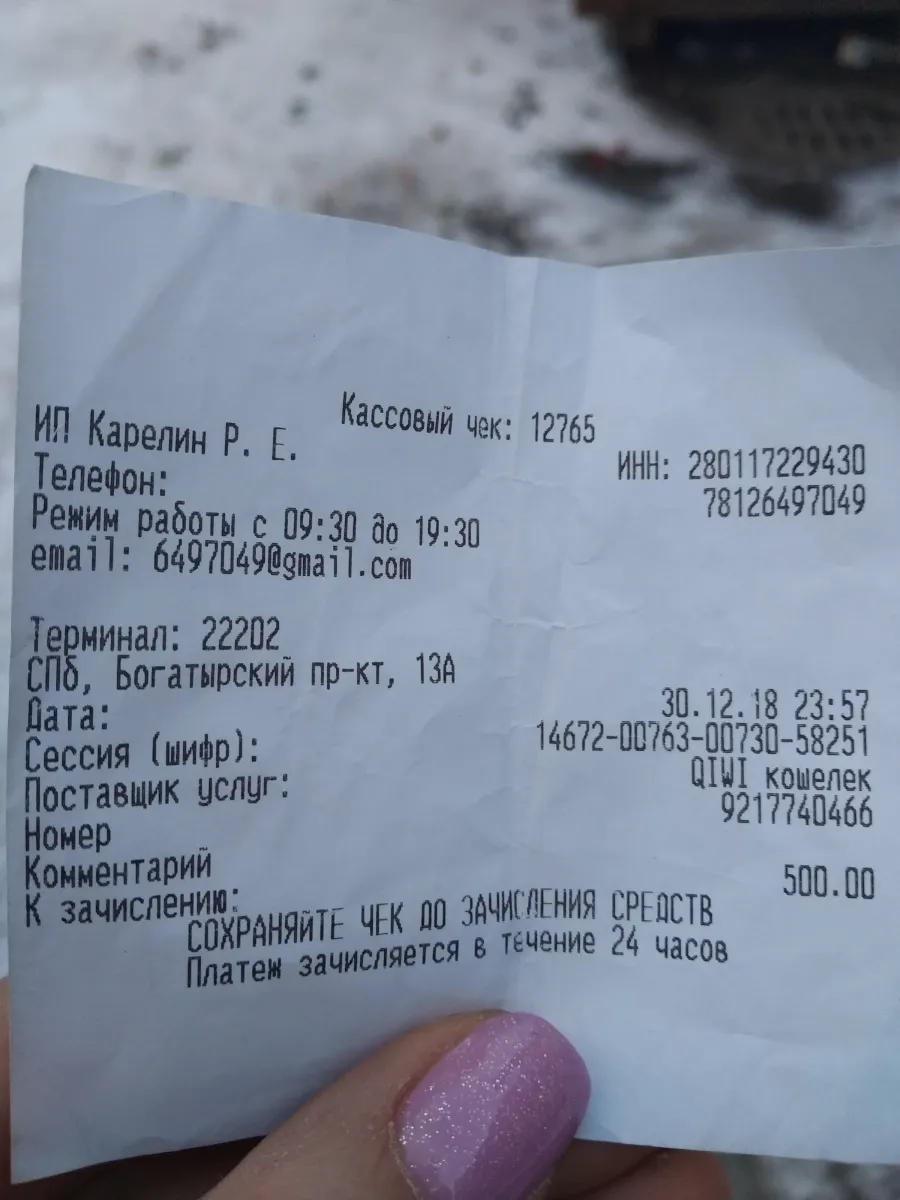 Кассовый чек: 12765
ИП Карелин Р. Е.
ИНН: 280117229430
Телефон: 78126497049
Режим работы с 09:30 до 19:30
email: 6497049@gmail.com
Терминал: 22202
СПб, Богатырский пр-кт, 13А
Дата: 30.12.18 23:57
Сессия (шифр): 14672-00763-00730-58251
Поставщик услуг: QIWI кошелек
Номер 9217740466
Комментарий
К зачислению: 500.00
СОХРАНЯЙТЕ ЧЕК ДО ЗАЧИСЛЕНИЯ СРЕДСТВ
Платеж зачисляется в течение 24 часов